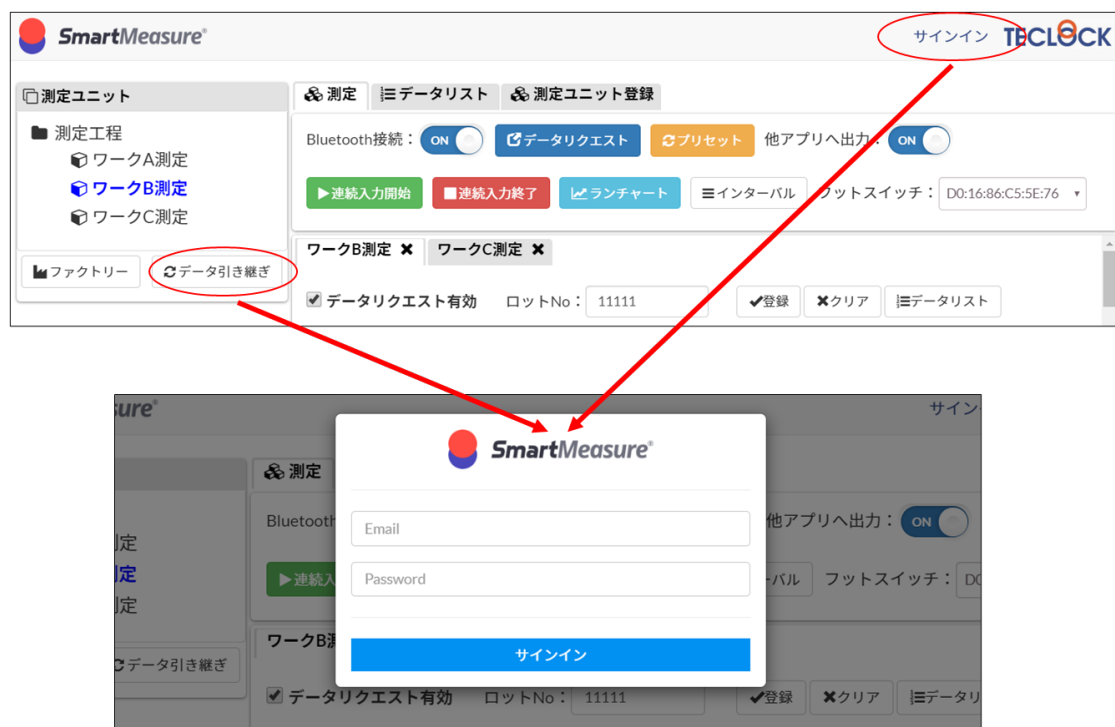 SmartMeasure®
サインイン TECLOCK
測定ユニット
測定工程
ワークA測定
ワークB測定
ワークC測定
ファクトリー データ引き継ぎ
測定 データリスト 測定ユニット登録
Bluetooth接続： ON データリクエスト プリセット 他アプリへ出力： ON
連続入力開始 連続入力終了 ランチャート インターバル フットスイッチ： D0:16:86:C5:5E:76
ワークB測定 ワークC測定
データリクエスト有効 ロットNo： 11111 登録 クリア データリスト
sure® サインイ
測定
Bluetooth 他アプリへ出力： ON
定
連続入 ーバル フットスイッチ： D0
定
定
ワークB測
データ引き継ぎ
データリクエスト有効 ロットNo： 11111 登録 クリア データリ
SmartMeasure®
Email
Password
サインイン